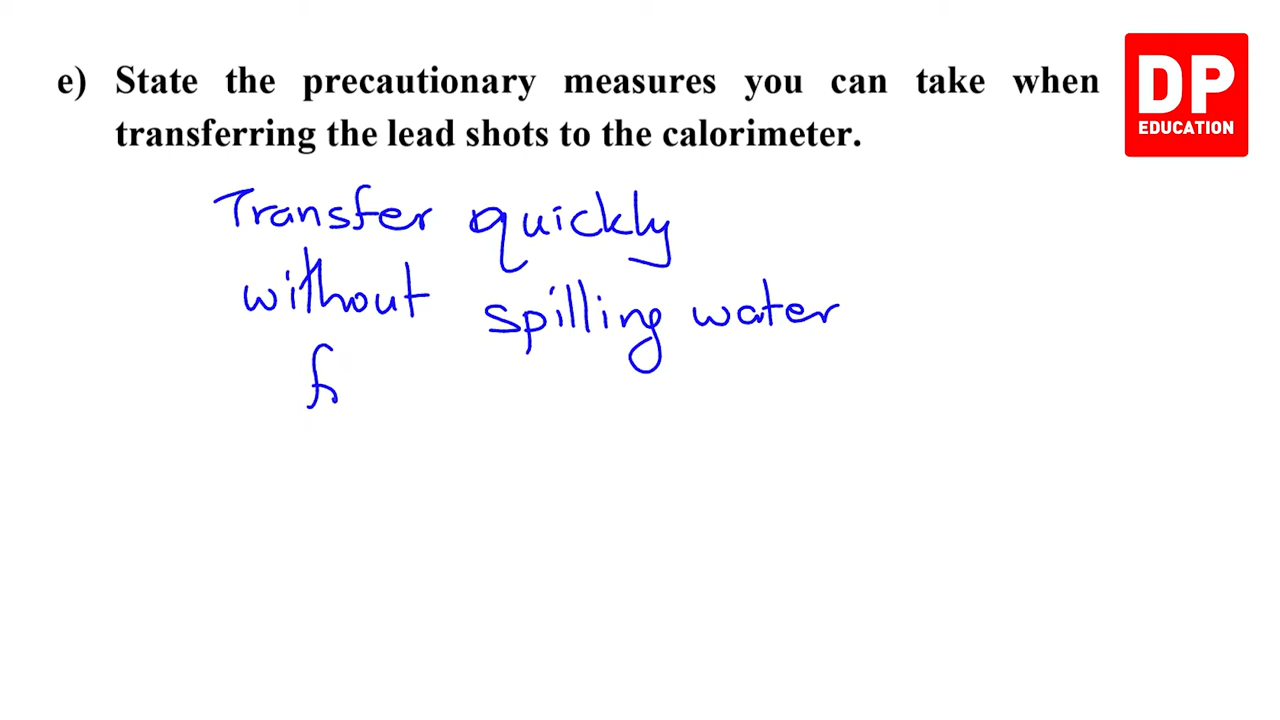 e) State the precautionary measures you can take when
transferring the lead shots to the calorimeter.
DP
EDUCATION
Transfer quickly
without spilling water